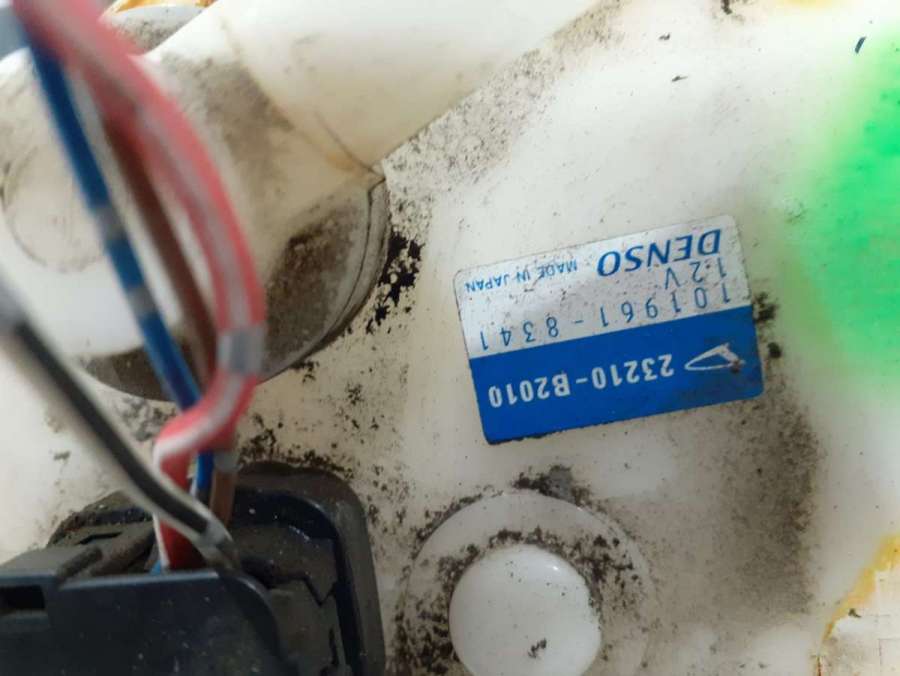 23210-B2010
101961-8341
12V
MADE IN JAPAN DENSO